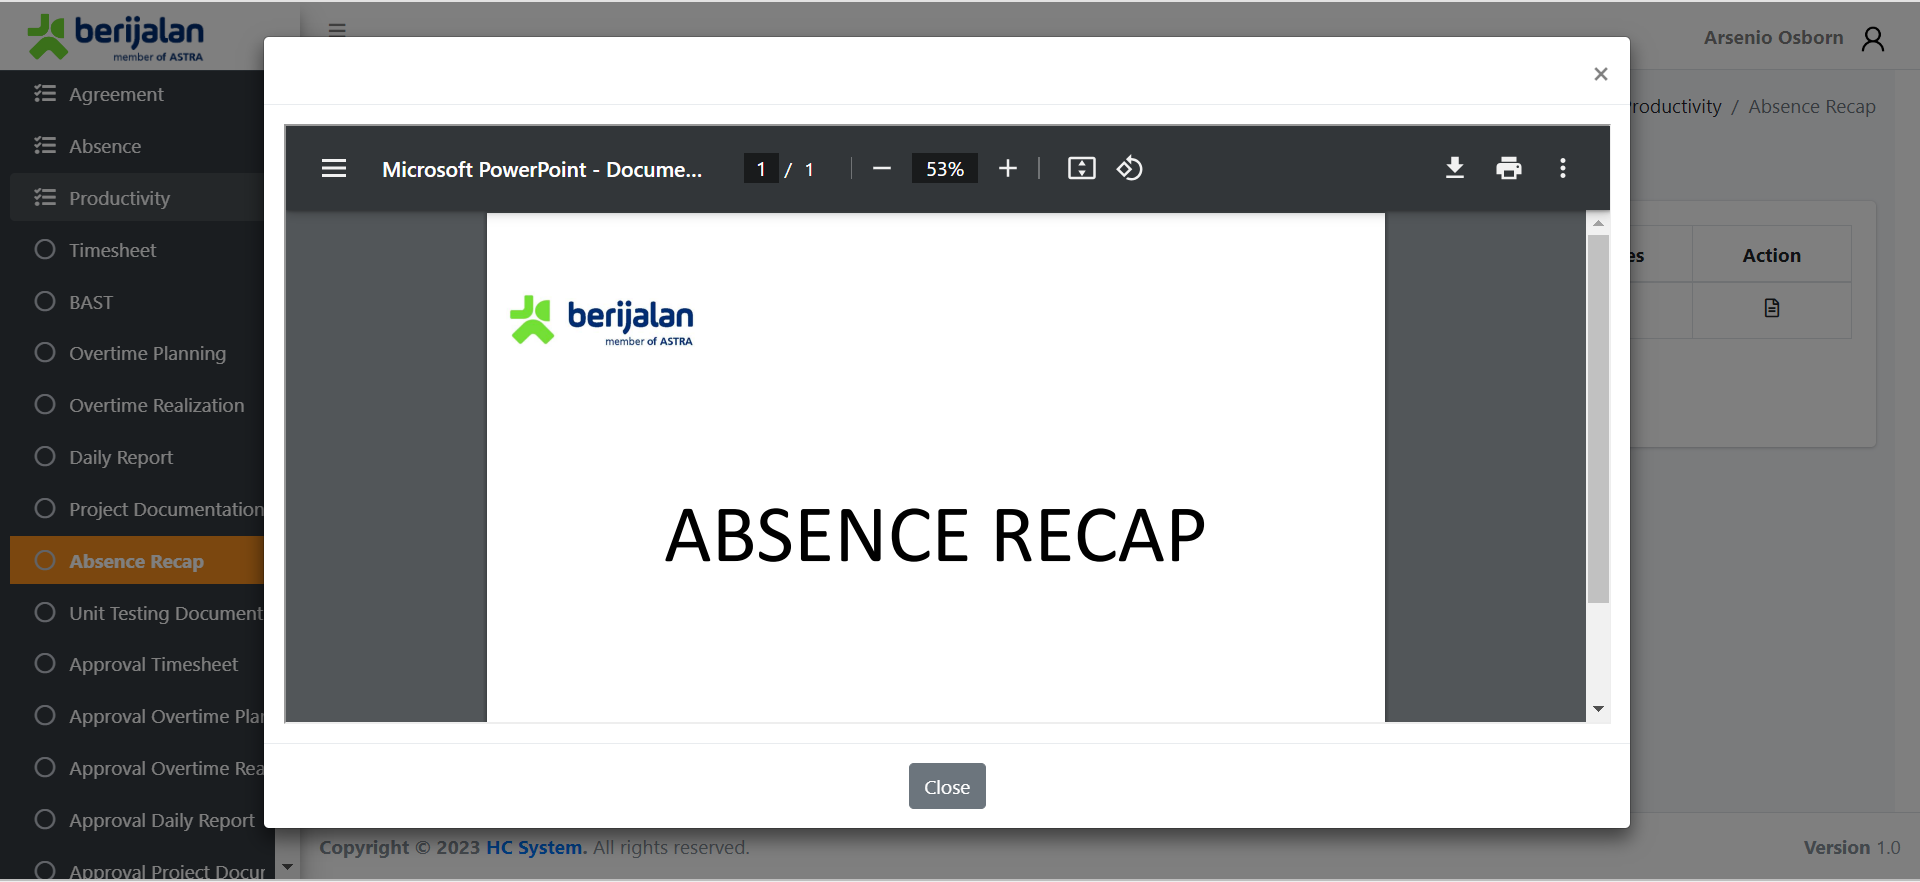 berijalan
member of ASTRA
Arsenio Osborn
Productivity / Absence Recap
Agreement
Absence
Productivity
Timesheet
BAST
Overtime Planning
Overtime Realization
Daily Report
Project Documentation
Absence Recap
Unit Testing Document
Approval Timesheet
Approval Overtime Plan
Approval Overtime Rea
Approval Daily Report
Approval Project Docur
×
Microsoft PowerPoint - Docume...
1 / 1
53%
berijalan
member of ASTRA
ABSENCE RECAP
Close
es
Action
Copyright © 2023 HC System. All rights reserved.
Version 1.0